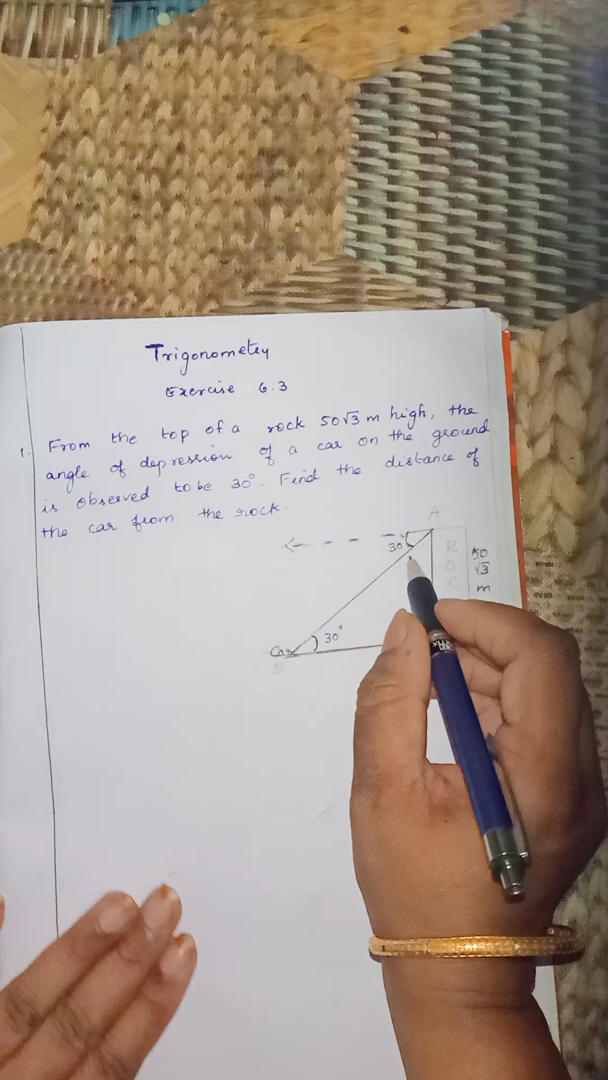 Trigonometry
Exercise 6.3
1. From the top of a rock 50√3 m high, the
angle of depression of a car on the ground
is observed to be 30°. Find the distance of
the car from the rock.
A
30°
R
O
C
50
√3
m
30°
Car
B